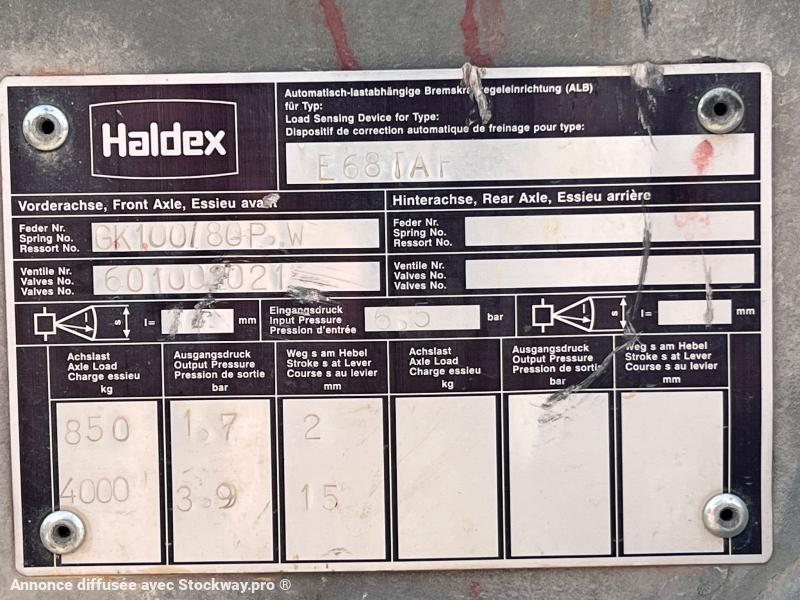 Haldex
Automatisch-lastabhängige Bremskraftregeleinrichtung (ALB)
für Typ:
Load Sensing Device for Type:
Dispositif de correction automatique de freinage pour type:
E68TAF
Vorderachse, Front Axle, Essieu avant
Hinterachse, Rear Axle, Essieu arrière
Feder Nr.
Spring No.
Ressort No.
Feder Nr.
Spring No.
Ressort No.
Ventile Nr.
Valves No.
Valves No.
Ventile Nr.
Valves No.
Valves No.
s
l=
mm
Eingangsdruck
Input Pressure
Pression d'entrée
6.5
bar
s
l=
mm
Achslast
Axle Load
Charge essieu
kg
Ausgangsdruck
Output Pressure
Pression de sortie
bar
Weg s am Hebel
Stroke s at Lever
Course s au levier
mm
Achslast
Axle Load
Charge essieu
kg
Ausgangsdruck
Output Pressure
Pression de sortie
bar
Weg s am Hebel
Stroke s at Lever
Course s au levier
mm
850 1.7 2
4000 3.9 15
Annonce diffusée avec Stockway.pro ®